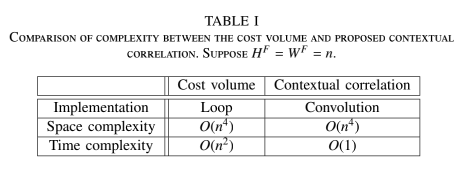 TABLE I
Comparison of complexity between the cost volume and proposed contextual
correlation. Suppose H^F = W^F = n.
Cost volume Contextual correlation
Implementation Loop Convolution
Space complexity O(n^4) O(n^4)
Time complexity O(n^2) O(1)